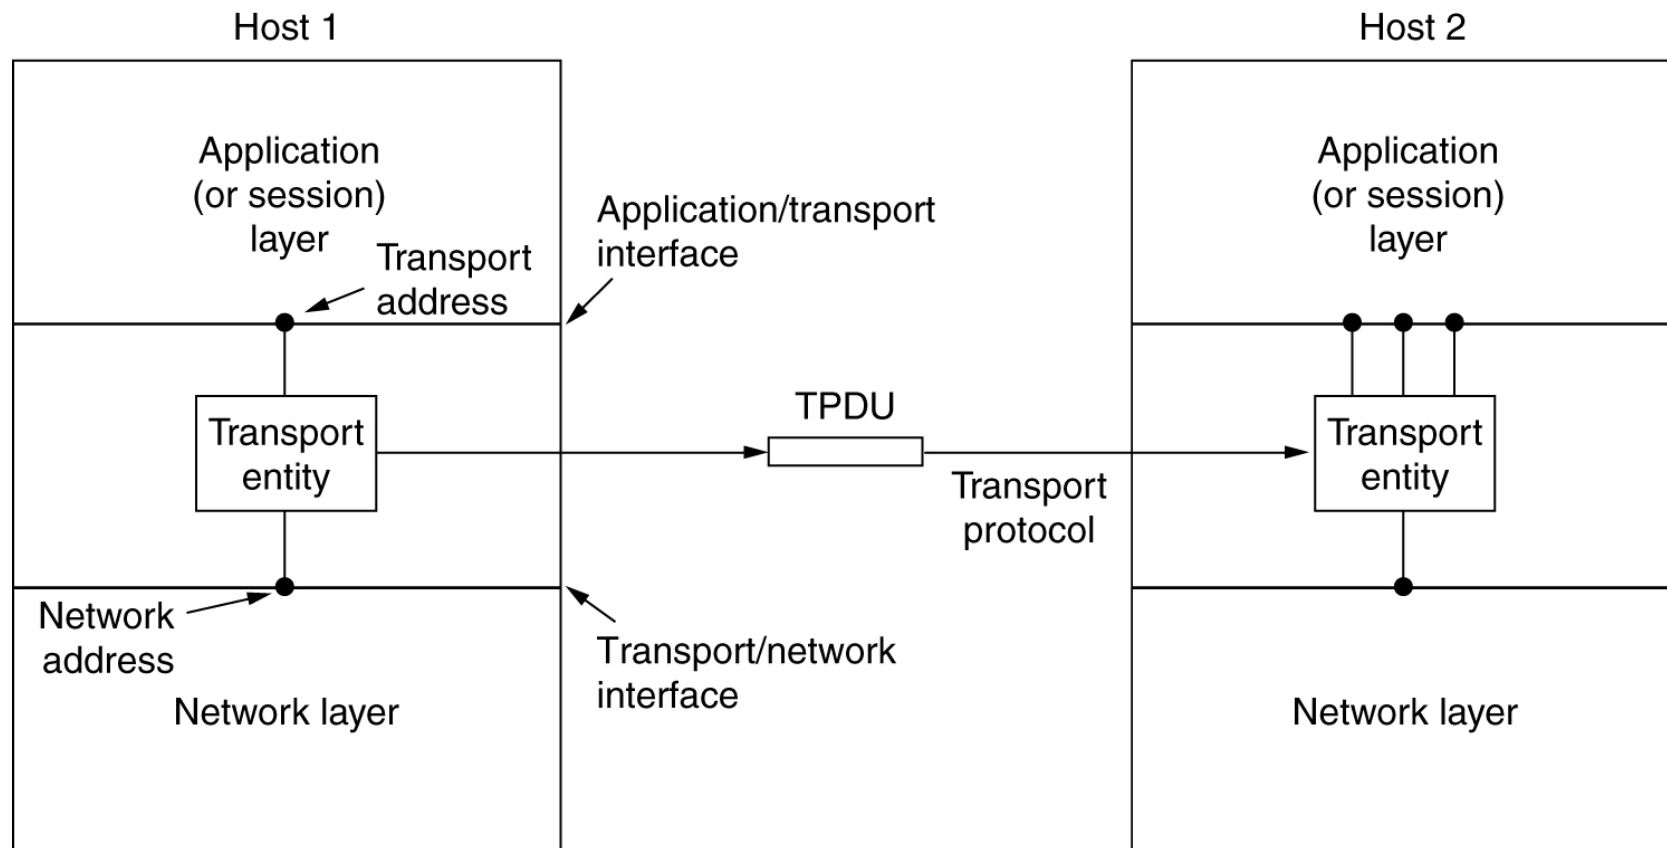 Host 1
Host 2
Application
(or session)
layer
Transport
address
Application/transport
interface
Application
(or session)
layer
Transport
entity
TPDU
Transport
protocol
Transport
entity
Network
address
Transport/network
interface
Network layer
Network layer